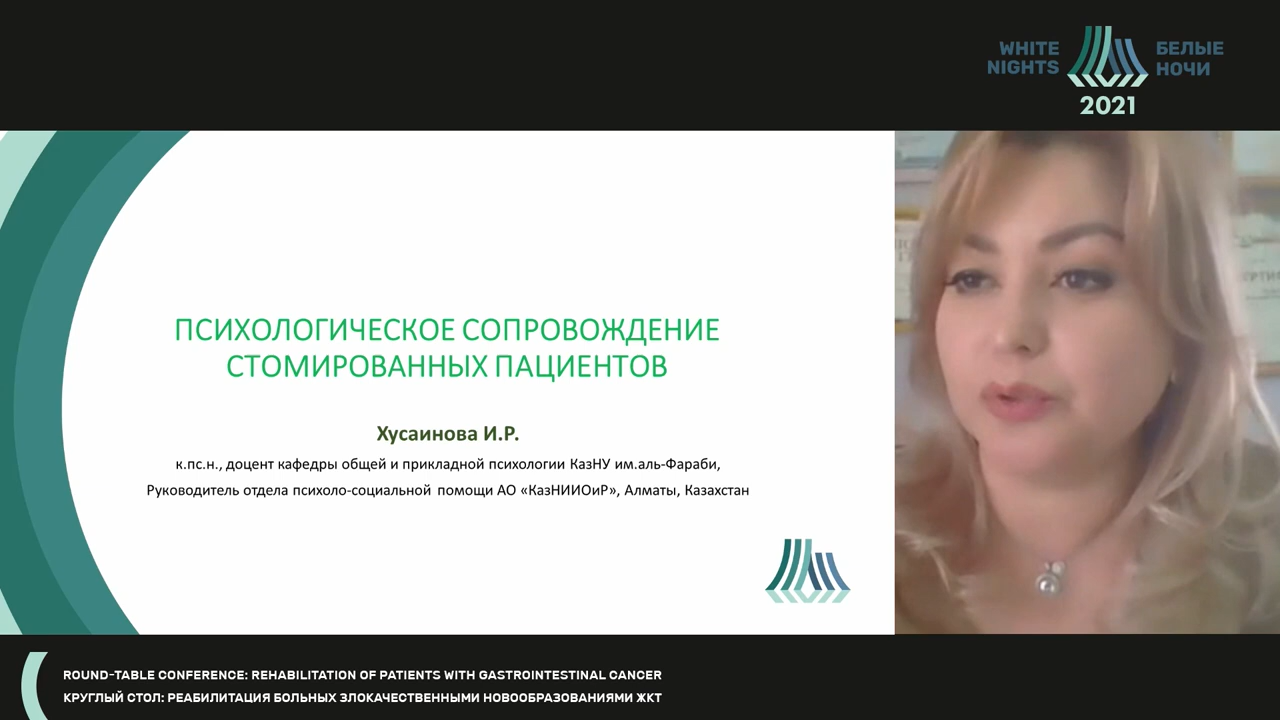 WHITE
NIGHTS
БЕЛЫЕ
НОЧИ
2021
ПСИХОЛОГИЧЕСКОЕ СОПРОВОЖДЕНИЕ
СТОМИРОВАННЫХ ПАЦИЕНТОВ
Хусаинова И.Р.
к.пс.н., доцент кафедры общей и прикладной психологии КазНУ им.аль-Фараби,
Руководитель отдела психоло-социальной помощи АО «КазНИИОиР», Алматы, Казахстан
ROUND-TABLE CONFERENCE: REHABILITATION OF PATIENTS WITH GASTROINTESTINAL CANCER
КРУГЛЫЙ СТОЛ: РЕАБИЛИТАЦИЯ БОЛЬНЫХ ЗЛОКАЧЕСТВЕННЫМИ НОВООБРАЗОВАНИЯМИ ЖКТ